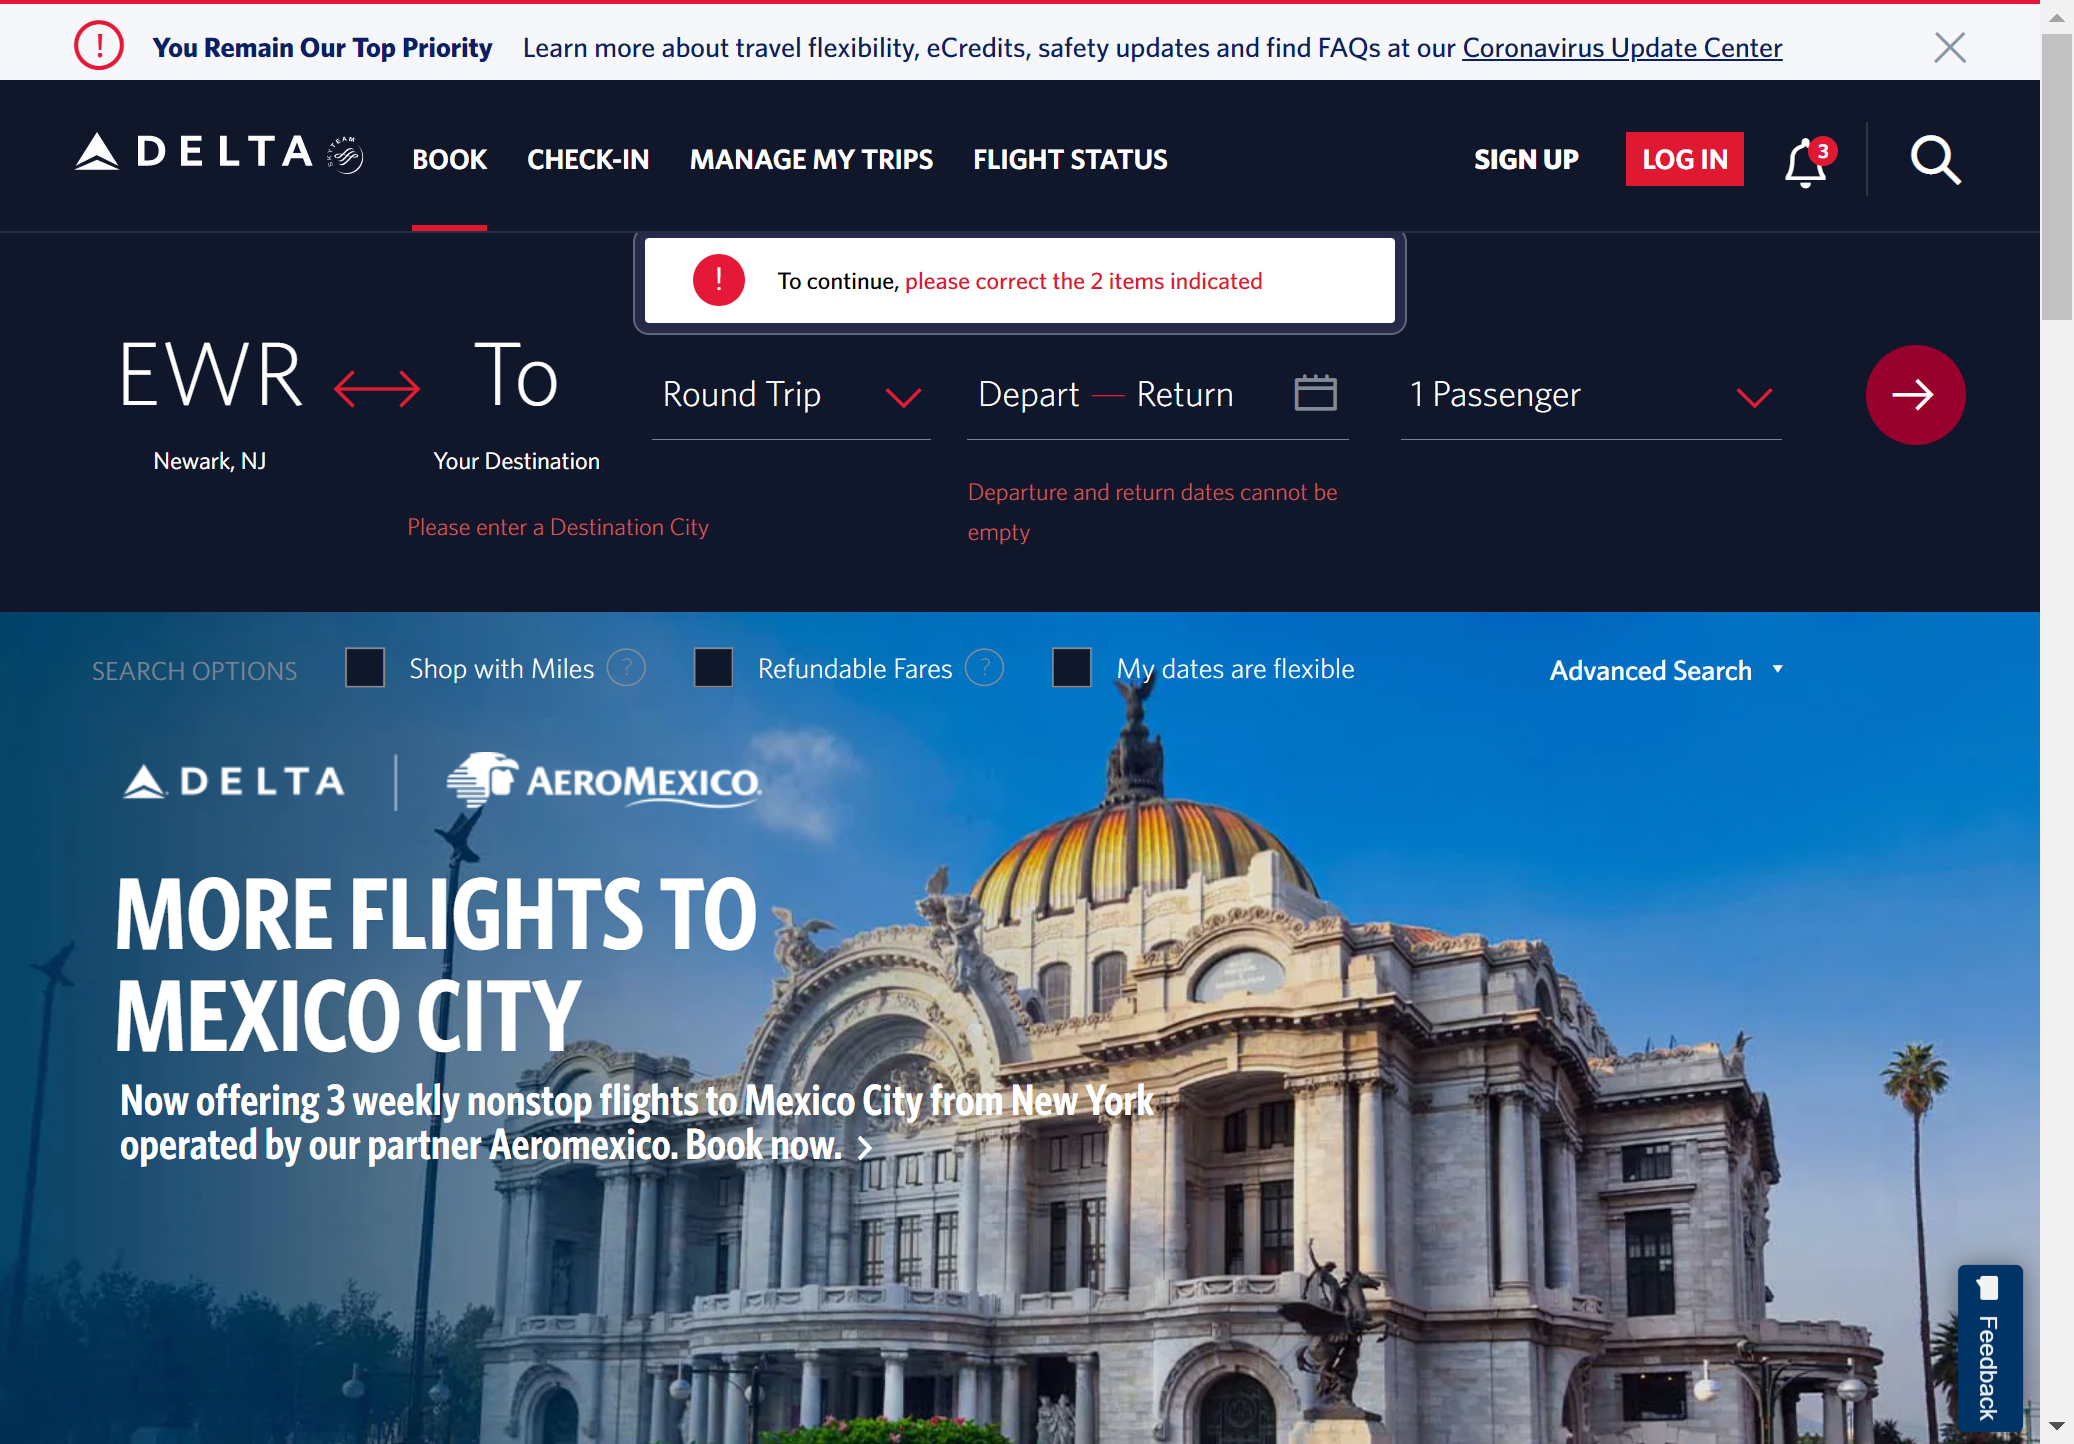 ! You Remain Our Top Priority Learn more about travel flexibility, eCredits, safety updates and find FAQs at our Coronavirus Update Center
DELTA SKYTEAM BOOK CHECK-IN MANAGE MY TRIPS FLIGHT STATUS SIGN UP LOG IN 3
! To continue, please correct the 2 items indicated
EWR To Round Trip Depart — Return 1 Passenger
Newark, NJ Your Destination
Please enter a Destination City
Departure and return dates cannot be
empty
SEARCH OPTIONS Shop with Miles ? Refundable Fares ? My dates are flexible Advanced Search
DELTA | AEROMEXICO.
MORE FLIGHTS TO
MEXICO CITY
Now offering 3 weekly nonstop flights to Mexico City from New York
operated by our partner Aeromexico. Book now. >
Feedback